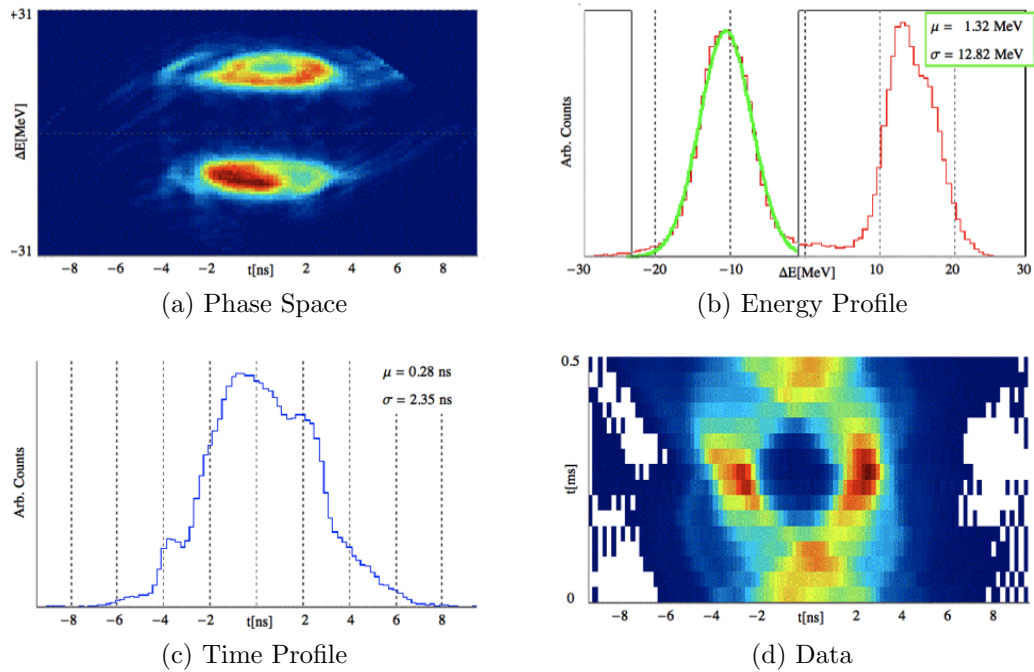 +31
ΔE[MeV]
-31
−8 −6 −4 −2 t[ns] 2 4 6 8
(a) Phase Space
μ = 1.32 MeV
σ = 12.82 MeV
Arb. Counts
−30 −20 −10 ΔE[MeV] 10 20 30
(b) Energy Profile
μ = 0.28 ns
σ = 2.35 ns
Arb. Counts
−8 −6 −4 −2 t[ns] 2 4 6 8
(c) Time Profile
0.5
t[ms]
0
−8 −6 −4 −2 t[ns] 2 4 6 8
(d) Data